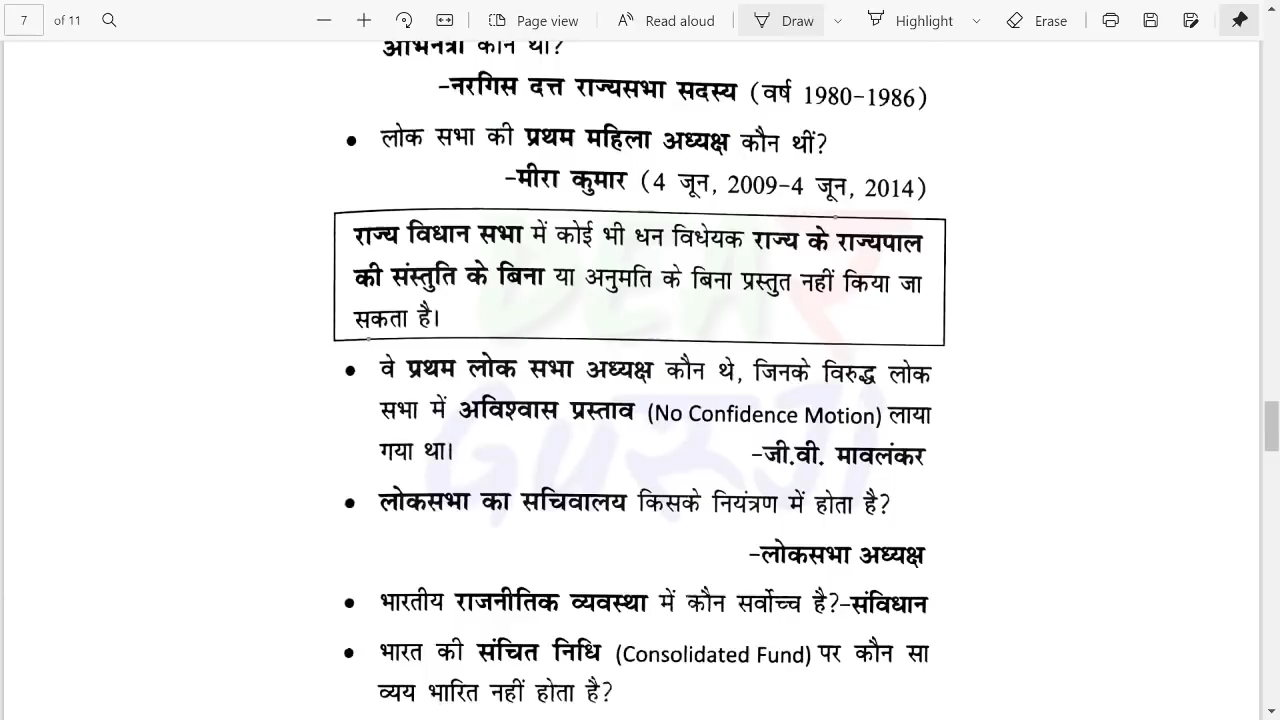 7 of 11 Page view Read aloud Draw Highlight Erase
अभिनेत्री कौन थी?
-नरगिस दत्त राज्यसभा सदस्य (वर्ष 1980-1986)
• लोक सभा की प्रथम महिला अध्यक्ष कौन थीं?
-मीरा कुमार (4 जून, 2009-4 जून, 2014)
राज्य विधान सभा में कोई भी धन विधेयक राज्य के राज्यपाल
की संस्तुति के बिना या अनुमति के बिना प्रस्तुत नहीं किया जा
सकता है।
• वे प्रथम लोक सभा अध्यक्ष कौन थे, जिनके विरुद्ध लोक
सभा में अविश्वास प्रस्ताव (No Confidence Motion) लाया
गया था। -जी.वी. मावलंकर
• लोकसभा का सचिवालय किसके नियंत्रण में होता है?
-लोकसभा अध्यक्ष
• भारतीय राजनीतिक व्यवस्था में कौन सर्वोच्च है?-संविधान
• भारत की संचित निधि (Consolidated Fund) पर कौन सा
व्यय भारित नहीं होता है?
DEAR
GURUJI